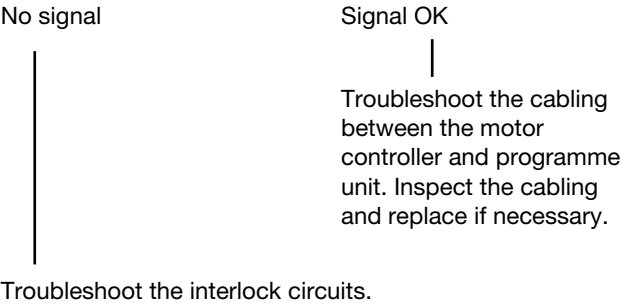 No signal
Signal OK
Troubleshoot the cabling
between the motor
controller and programme
unit. Inspect the cabling
and replace if necessary.
Troubleshoot the interlock circuits.